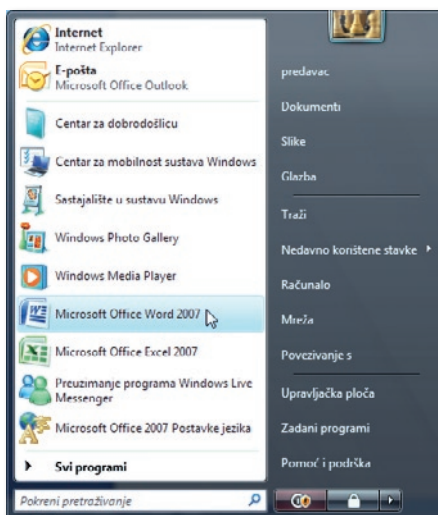 Internet
Internet Explorer
E-pošta
Microsoft Office Outlook
Centar za dobrodošlicu
Centar za mobilnost sustava Windows
Sastajalište u sustavu Windows
Windows Photo Gallery
Windows Media Player
Microsoft Office Word 2007
Microsoft Office Excel 2007
Preuzimanje programa Windows Live
Messenger
Microsoft Office 2007 Postavke jezika
Svi programi
Pokreni pretraživanje
predavac
Dokumenti
Slike
Glazba
Traži
Nedavno korištene stavke
Računalo
Mreža
Povezivanje s
Upravljačka ploča
Zadani programi
Pomoć i podrška